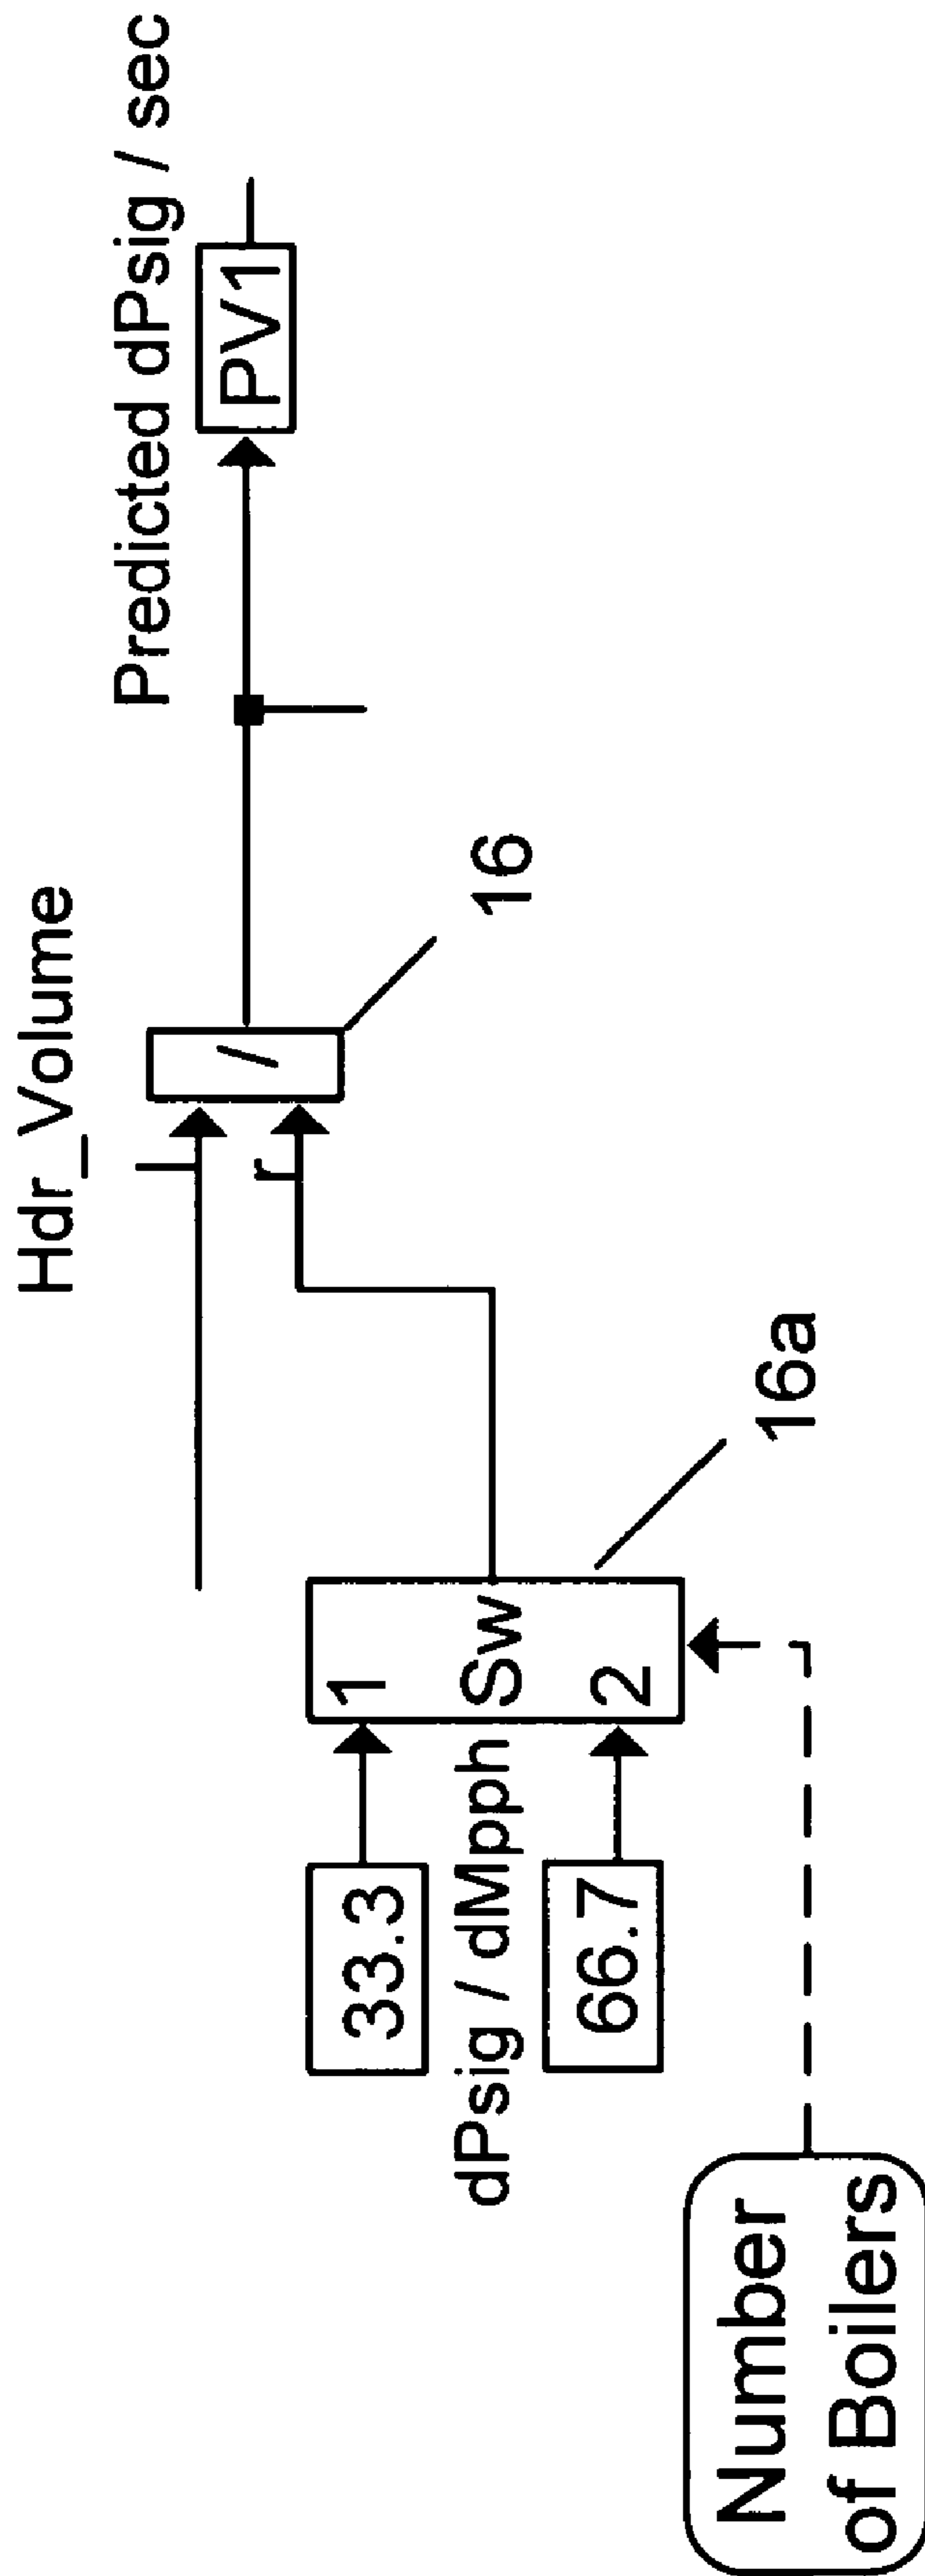 Hdr_Volume
Predicted dPsig / sec
l
/
r
PV1
16
33.3
1
dPsig / dMpph
Sw
66.7
2
16a
Number
of Boilers